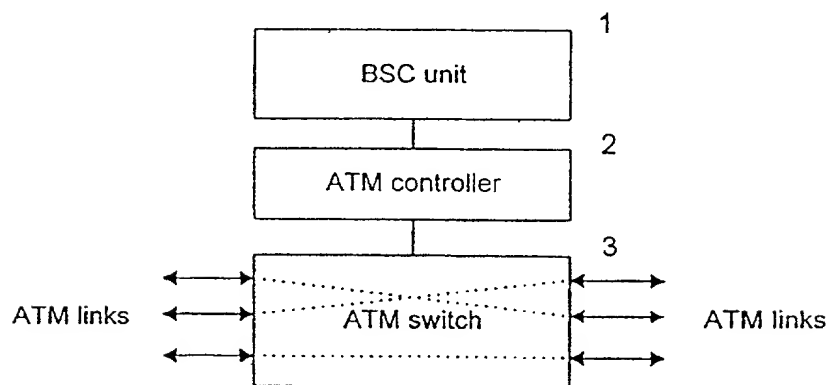 1
BSC unit
2
ATM controller
3
ATM links
ATM switch
ATM links